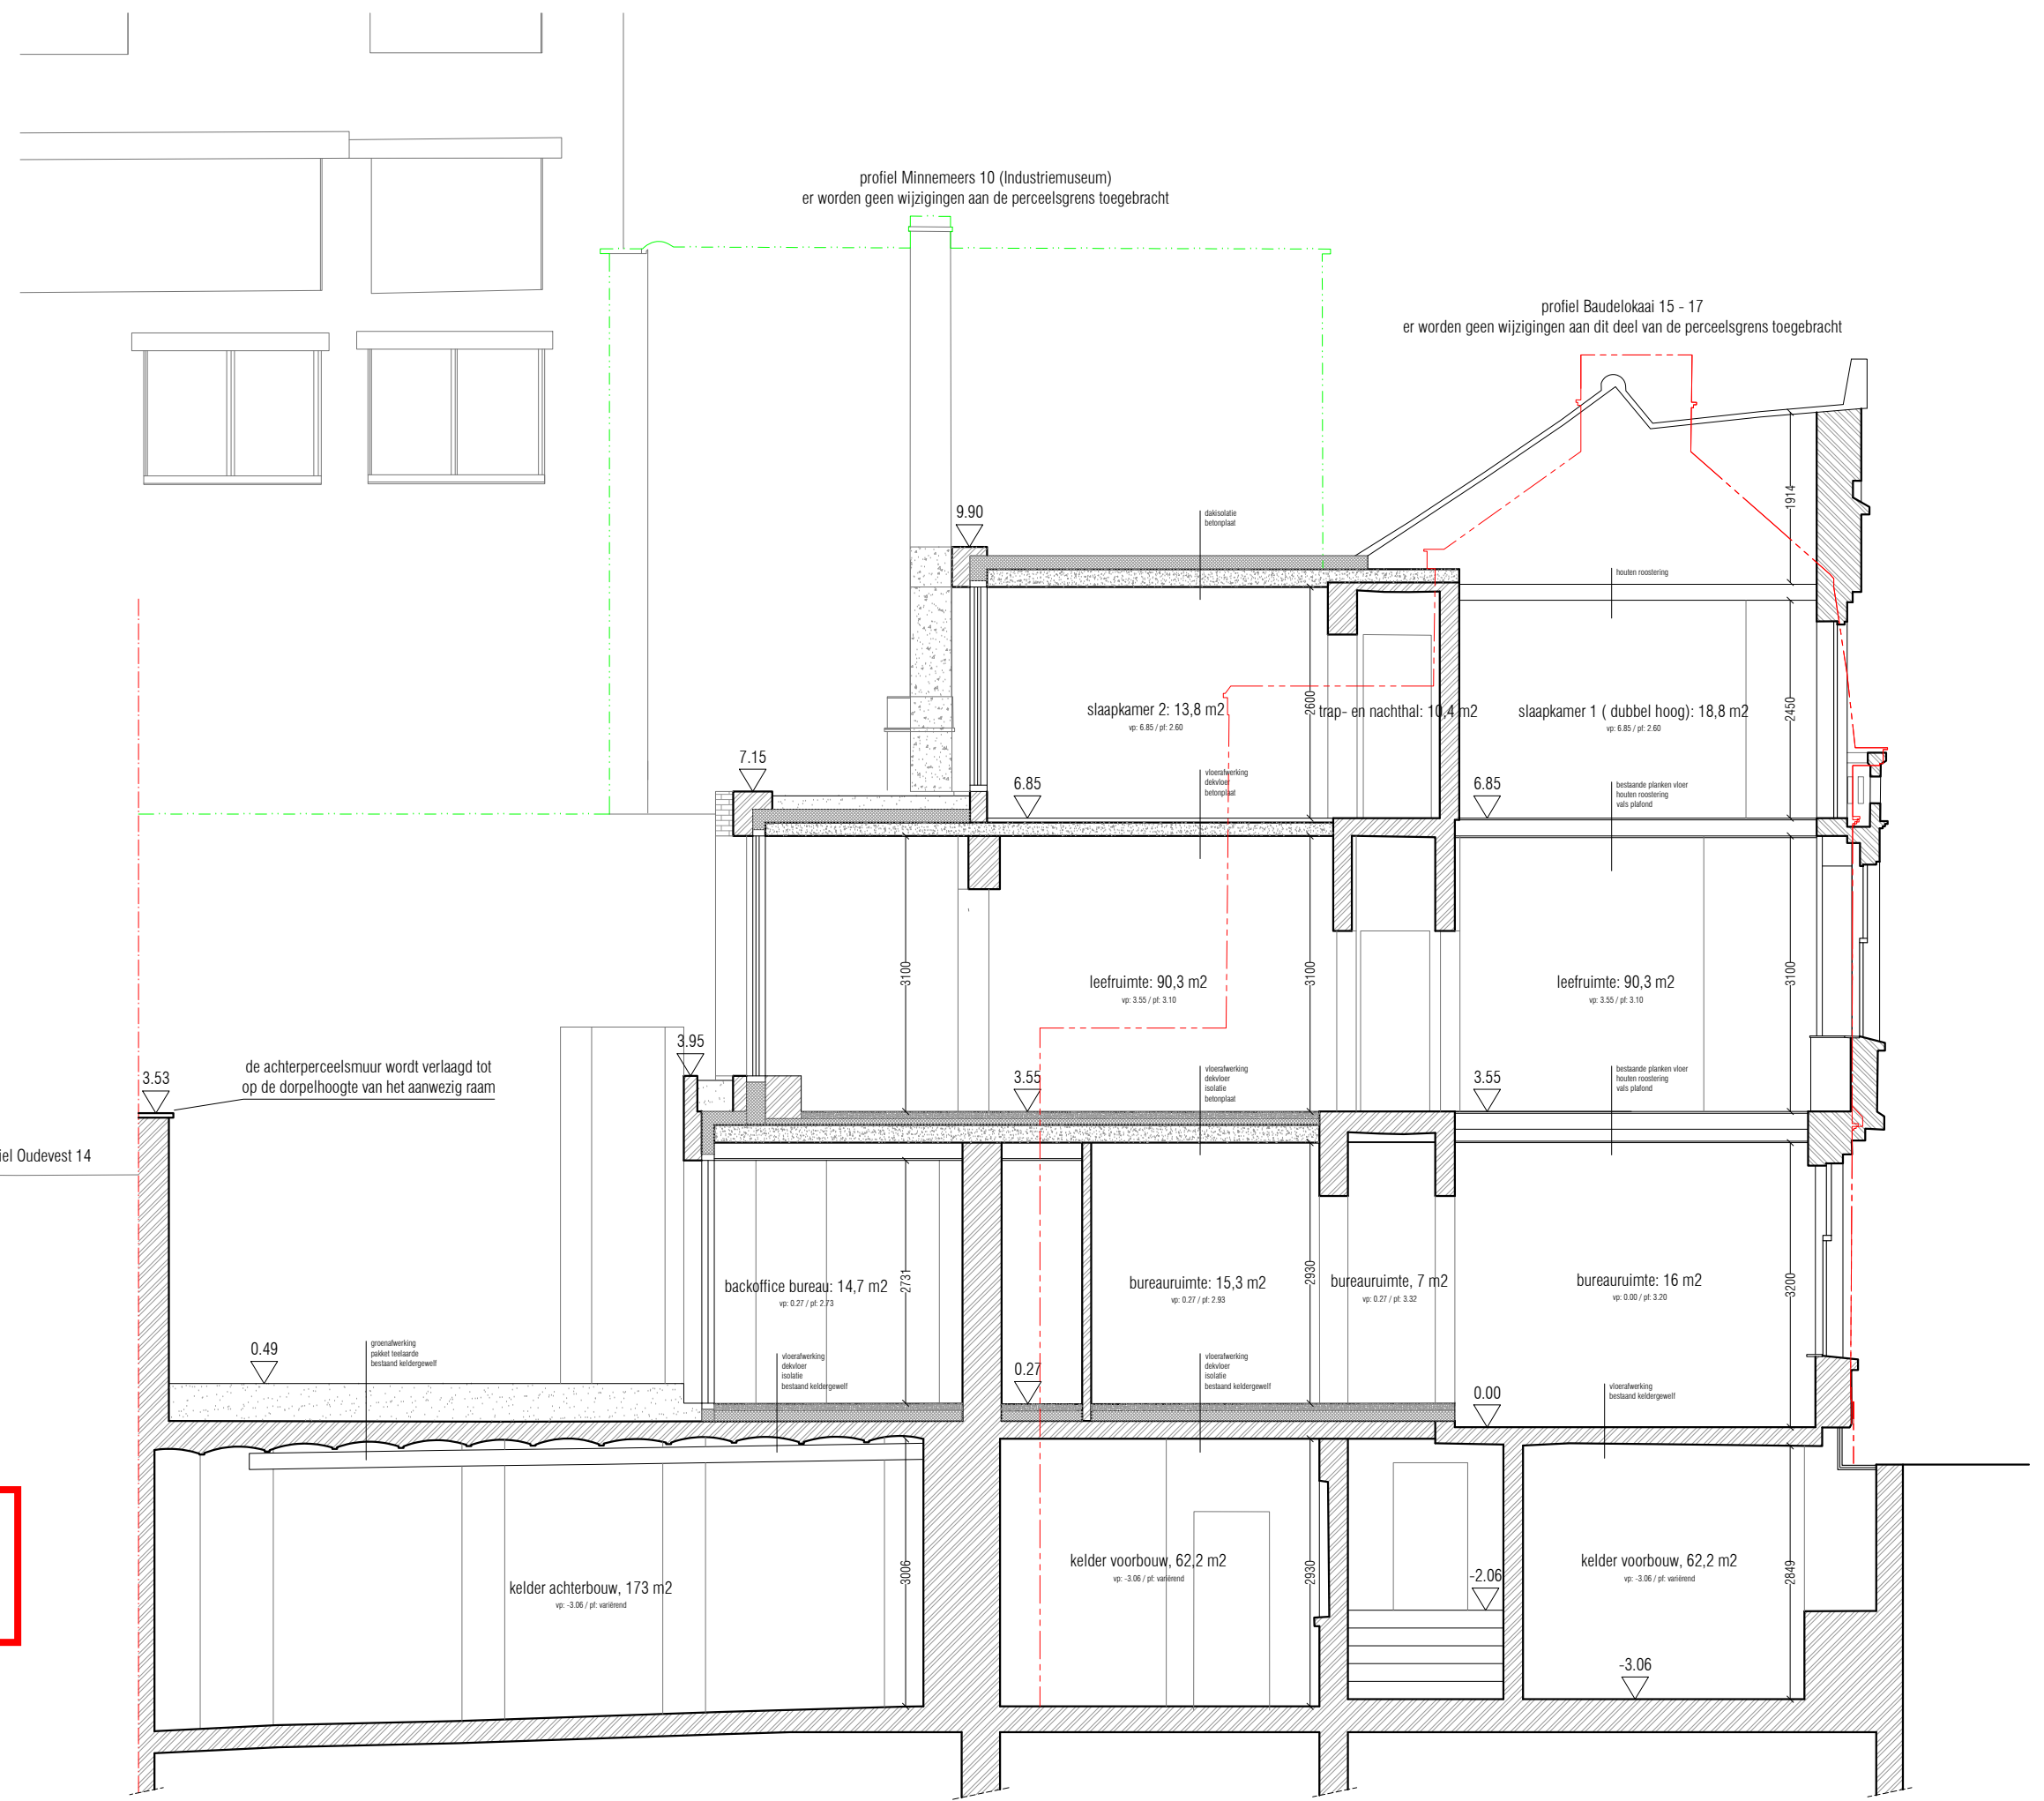 profiel Minnemeers 10 (Industriemuseum)
er worden geen wijzigingen aan de perceelsgrens toegebracht
profiel Baudelokaai 15 - 17
er worden geen wijzigingen aan dit deel van de perceelsgrens toegebracht
1914
9.90
dakisolatie
betonplaat
houten roostering
slaapkamer 2: 13,8 m2
vp: 6.85 / pf: 2.60
2600
trap- en nachthal: 10,4 m2
slaapkamer 1 ( dubbel hoog): 18,8 m2
vp: 6.85 / pf: 2.60
2450
7.15
6.85
vloerafwerking
dekvloer
betonplaat
6.85
bestaande planken vloer
houten roostering
vals plafond
3100
leefruimte: 90,3 m2
vp: 3.55 / pf: 3.10
3100
leefruimte: 90,3 m2
vp: 3.55 / pf: 3.10
3100
3.53
de achterperceelsmuur wordt verlaagd tot
op de dorpelhoogte van het aanwezig raam
3.95
3.55
vloerafwerking
dekvloer
isolatie
betonplaat
3.55
bestaande planken vloer
houten roostering
vals plafond
iel Oudevest 14
backoffice bureau: 14,7 m2
vp: 0.27 / pf: 2.73
2731
bureauruimte: 15,3 m2
vp: 0.27 / pf: 2.93
2930
bureauruimte, 7 m2
vp: 0.27 / pf: 3.32
bureauruimte: 16 m2
vp: 0.00 / pf: 3.20
3200
0.49
groenafwerking
pakket teelaarde
bestaand keldergewelf
vloerafwerking
dekvloer
isolatie
bestaand keldergewelf
0.27
vloerafwerking
dekvloer
isolatie
bestaand keldergewelf
0.00
vloerafwerking
bestaand keldergewelf
kelder achterbouw, 173 m2
vp: -3.06 / pf: variërend
3006
kelder voorbouw, 62,2 m2
vp: -3.06 / pf: variërend
2930
-2.06
kelder voorbouw, 62,2 m2
vp: -3.06 / pf: variërend
2849
-3.06